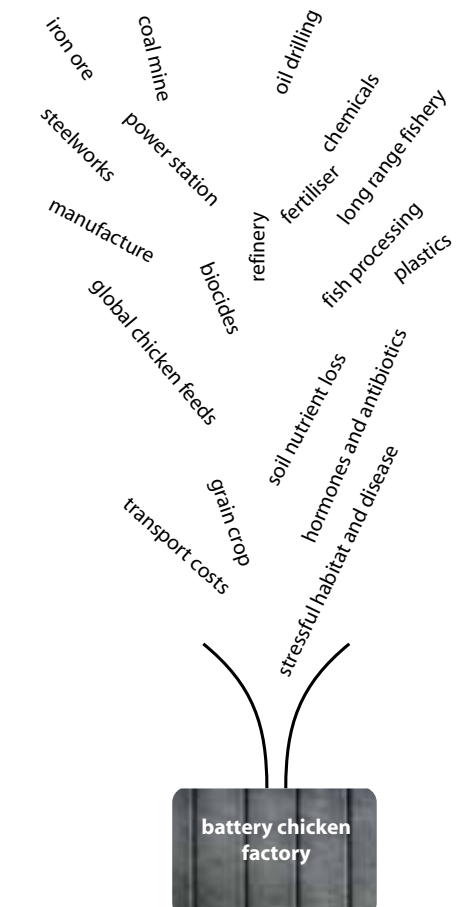 iron ore
coal mine
oil drilling
chemicals
long range fishery
steelworks
power station
fertiliser
manufacture
refinery
fish processing
plastics
biocides
global chicken feeds
soil nutrient loss
hormones and antibiotics
grain crop
transport costs
stressful habitat and disease
battery chicken
factory